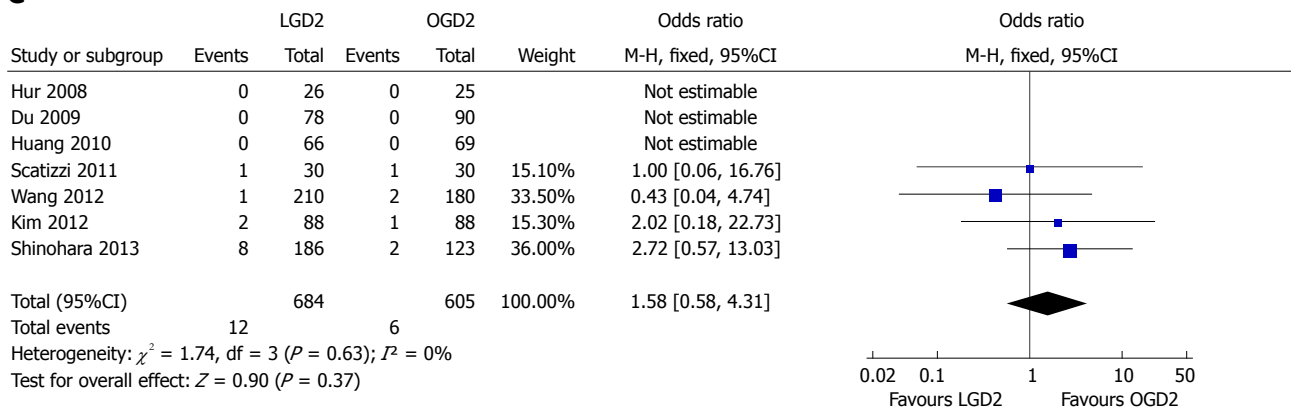 LGD2 OGD2 Odds ratio Odds ratio
Study or subgroup Events Total Events Total Weight M-H, fixed, 95%CI M-H, fixed, 95%CI
Hur 2008 0 26 0 25 Not estimable
Du 2009 0 78 0 90 Not estimable
Huang 2010 0 66 0 69 Not estimable
Scatizzi 2011 1 30 1 30 15.10% 1.00 [0.06, 16.76]
Wang 2012 1 210 2 180 33.50% 0.43 [0.04, 4.74]
Kim 2012 2 88 1 88 15.30% 2.02 [0.18, 22.73]
Shinohara 2013 8 186 2 123 36.00% 2.72 [0.57, 13.03]
Total (95%CI) 684 605 100.00% 1.58 [0.58, 4.31]
Total events 12 6
Heterogeneity: χ² = 1.74, df = 3 (P = 0.63); I² = 0%
Test for overall effect: Z = 0.90 (P = 0.37)
0.02 0.1 1 10 50
Favours LGD2 Favours OGD2